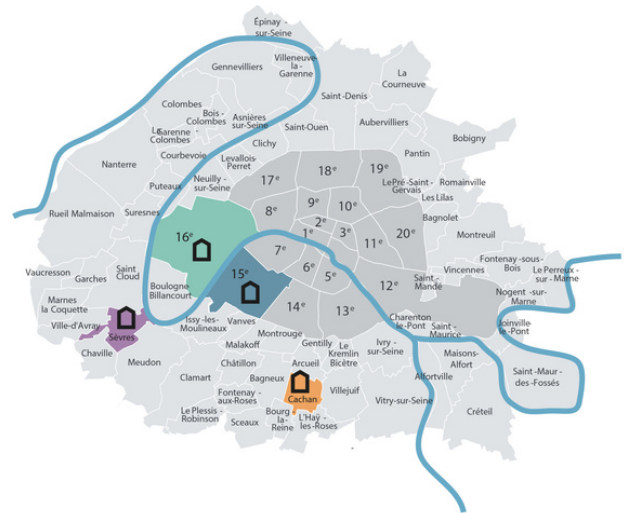 Épinay
-sur-Seine
Villeneuve-
la-
Garenne
Gennevilliers
La
Courneuve
Saint-Denis
Colombes
Bois-
Colombes
Asnières
-sur-Seine
Aubervilliers
La
Garenne -
Colombes
Saint-Ouen
Bobigny
Clichy
Courbevoie
Levallois-
Perret
Pantin
Nanterre
Neuilly -
sur-Seine
Puteaux
17e
18e
19e
LePré-Saint-
Gervais
Romainville
Les Lilas
Rueil Malmaison
Suresnes
8e
9e
10e
2e
1e
3e
11e
20e
Bagnolet
Montreuil
16e
7e
6e
5e
15e
12e
Fontenay-sous-
Bois
Vincennes
Le Perreux
-sur -Marne
Saint-
Mandé
Nogent -sur-
Marne
Vaucresson
Garches
Saint
Cloud
Boulogne
Billancourt
Marnes
la Coquette
Ville-d'Avray
Sèvres
Issy -les-
Moulineaux
Vanves
14e
13e
Charenton
le-Pont
Saint -
Maurice
Joinville-
le-Pont
Malakoff
Montrouge
Gentilly
Le
Kremlin
Bicêtre
Ivry -
sur-Seine
Maisons-
Alfort
Chaville
Meudon
Châtillon
Arcueil
Clamart
Bagneux
Cachan
Villejuif
Alfortville
Saint -Maur -
des -Fossés
Fontenay -
aux-Roses
Vitry-sur-Seine
Créteil
Le Plessis -
Robinson
Sceaux
Bourg -
la-
Reine
L'Haÿ
-les-Roses